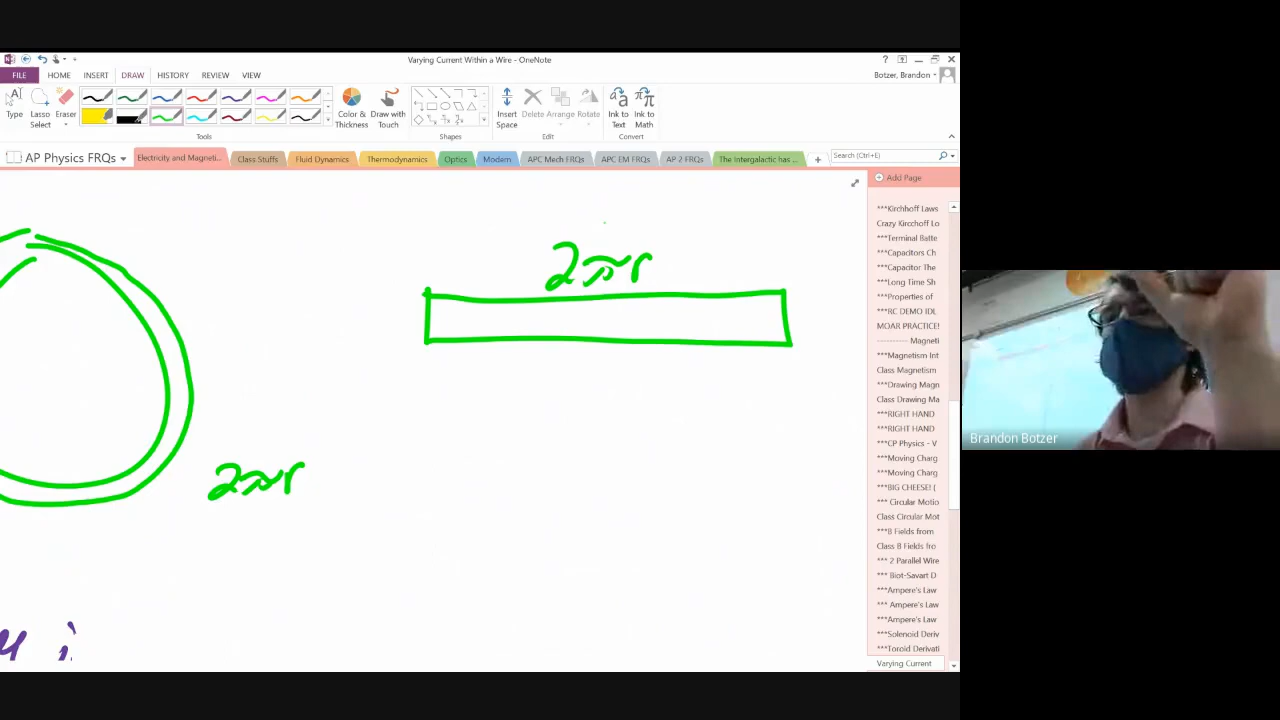 Varying Current Within a Wire - OneNote
FILE HOME INSERT DRAW HISTORY REVIEW VIEW
Botzer, Brandon
Type
Lasso Select
Eraser
Color & Thickness
Draw with Touch
Insert Space
Delete
Arrange
Rotate
Ink to Text
Ink to Math
Tools
Shapes
Edit
Convert
AP Physics FRQs
Electricity and Magneti...
Class Stuffs
Fluid Dynamics
Thermodynamics
Optics
Modern
APC Mech FRQs
APC EM FRQs
AP 2 FRQs
The Intergalactic has ...
Search (Ctrl+E)
Add Page
***Kirchhoff Laws
Crazy Kircchoff Lo
***Terminal Batte
***Capacitors Ch
***Capacitor The
***Long Time Sh
***Properties of
***RC DEMO IDL
MOAR PRACTICE!
---------- Magneti
***Magnetism Int
Class Magnetism
***Drawing Magn
Class Drawing Ma
***RIGHT HAND
***RIGHT HAND
***CP Physics - V
***Moving Charg
***Moving Charg
***BIG CHEESE! (
*** Circular Motio
Class Circular Mot
***B Fields from
Class B Fields fro
*** 2 Parallel Wire
*** Biot-Savart D
***Ampere's Law
*** Ampere's Law
***Ampere's Law
***Solenoid Deriv
***Toroid Derivati
Varying Current
2πr
2πr
Brandon Botzer